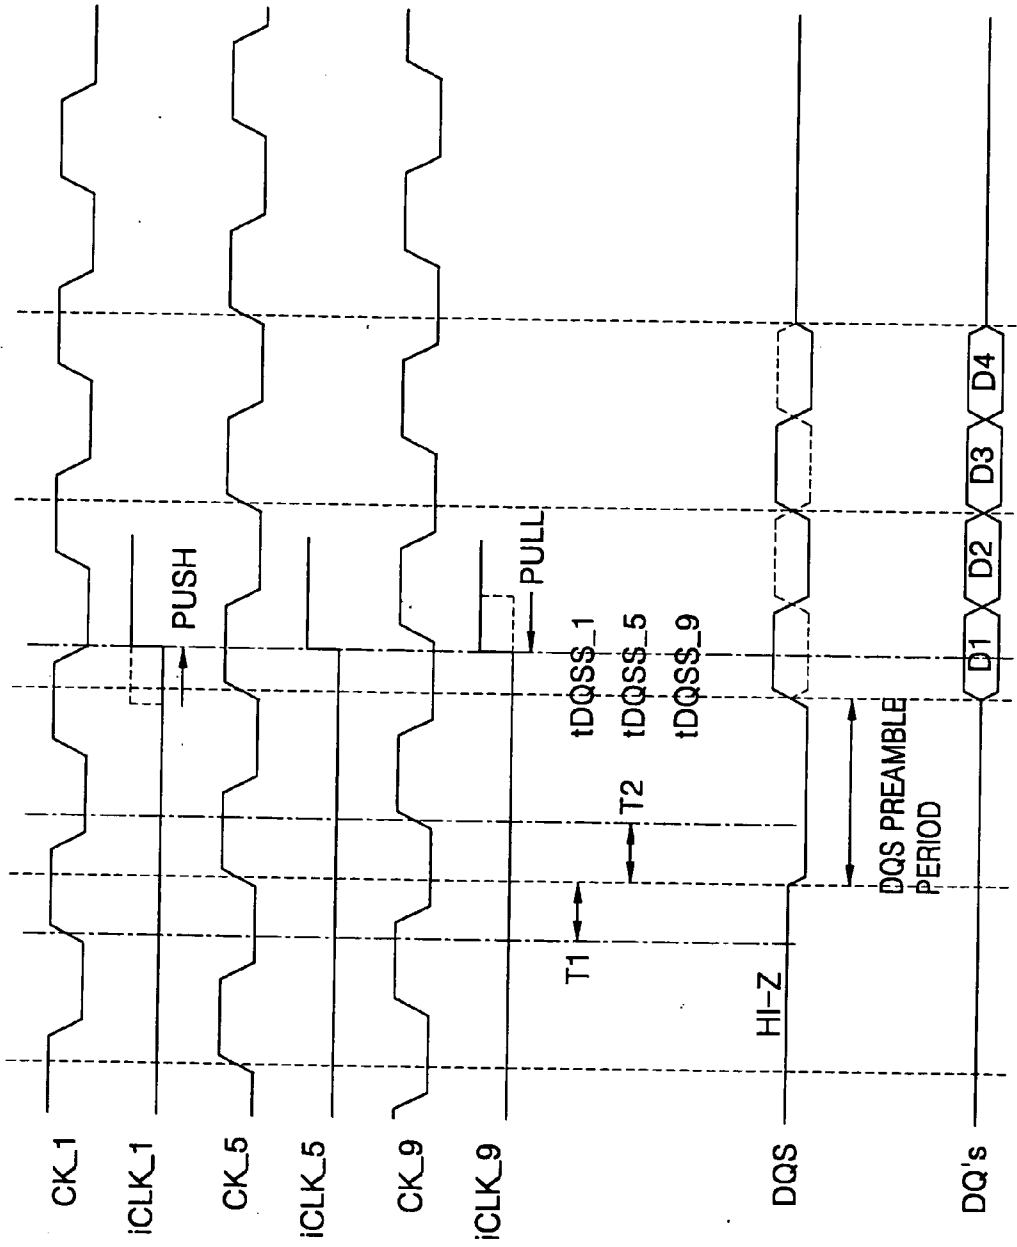 CK_1
iCLK_1
PUSH
CK_5
iCLK_5
CK_9
iCLK_9
PULL
tDQSS_1
T1
T2
tDQSS_5
tDQSS_9
DQS
HI-Z
DQS PREAMBLE
PERIOD
DQ's
D1
D2
D3
D4